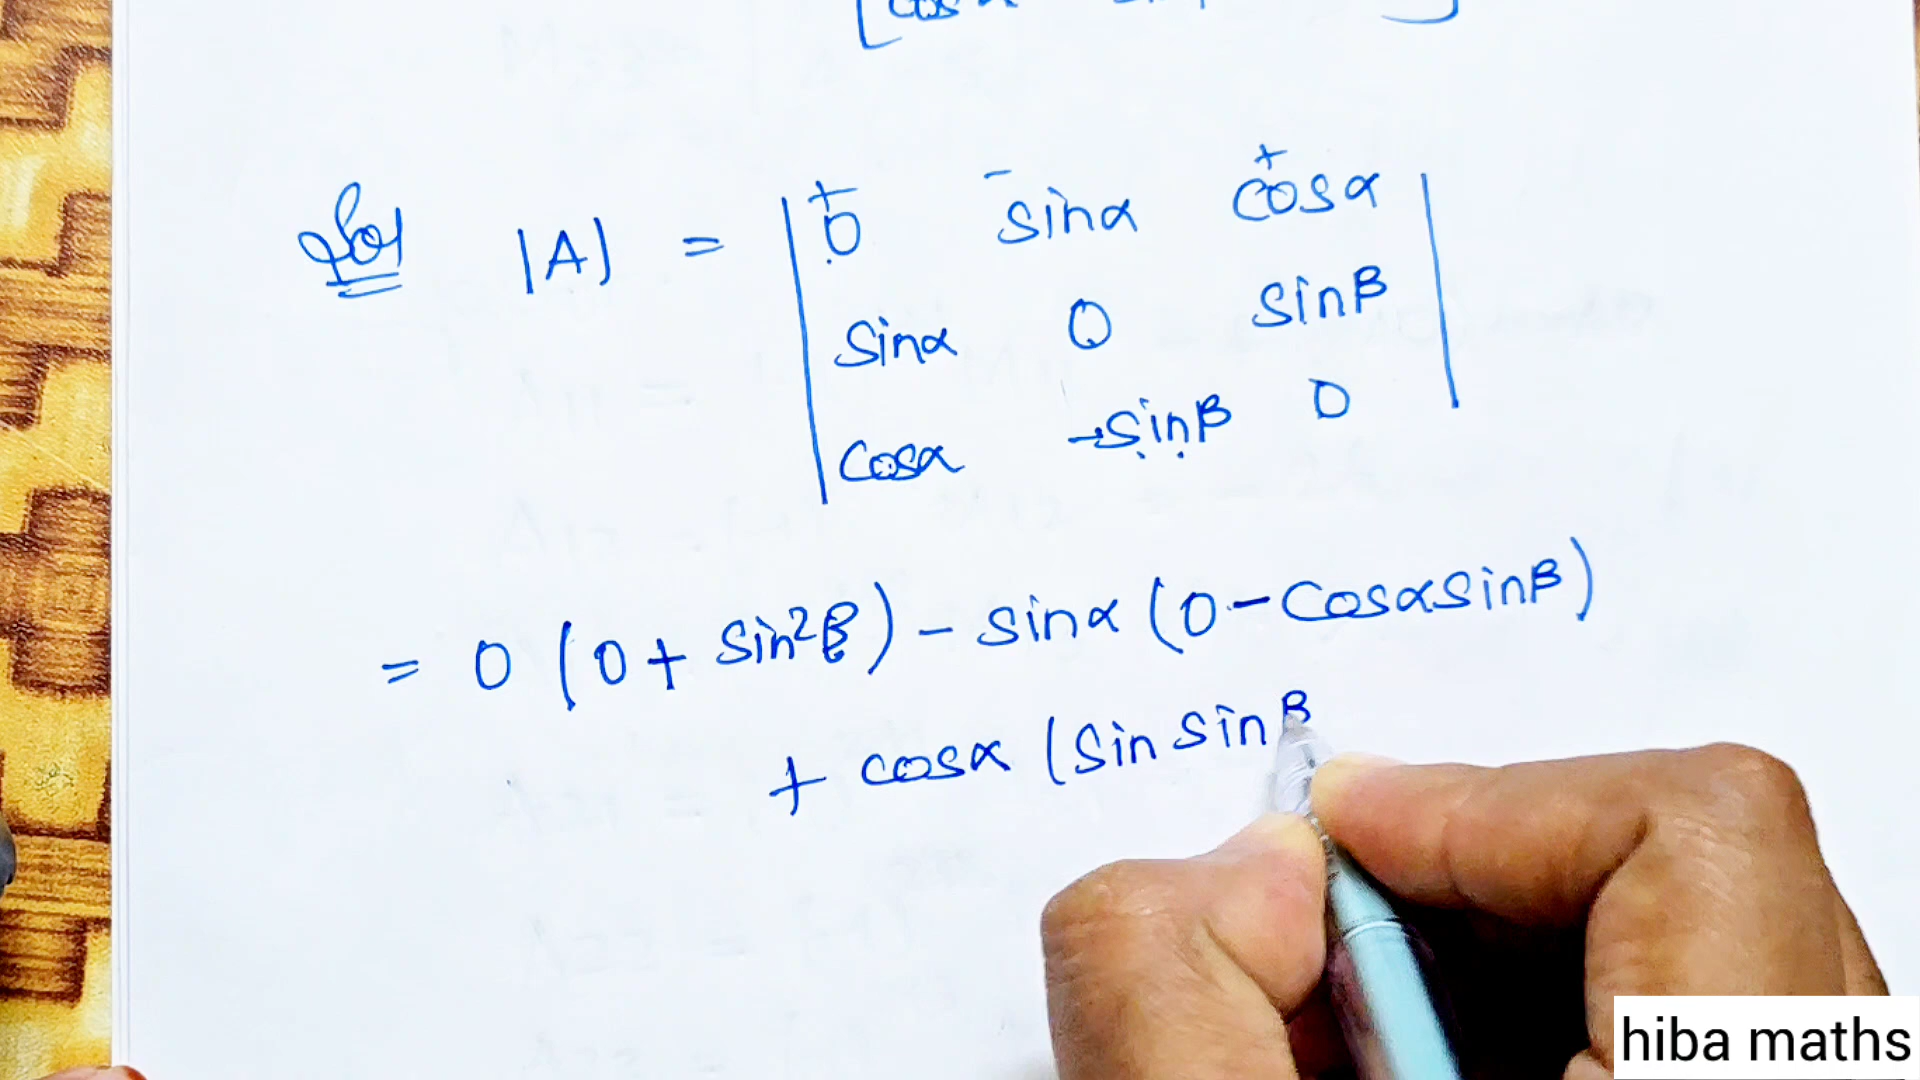 [cosα
Sol |A| = | 0 sinα cosα |
+ - +
sinα 0 sinβ
cosα -sinβ 0
= 0 (0 + sin²β) - sinα (0 - cosα sinβ)
+ cosα (sin sinβ
hiba maths